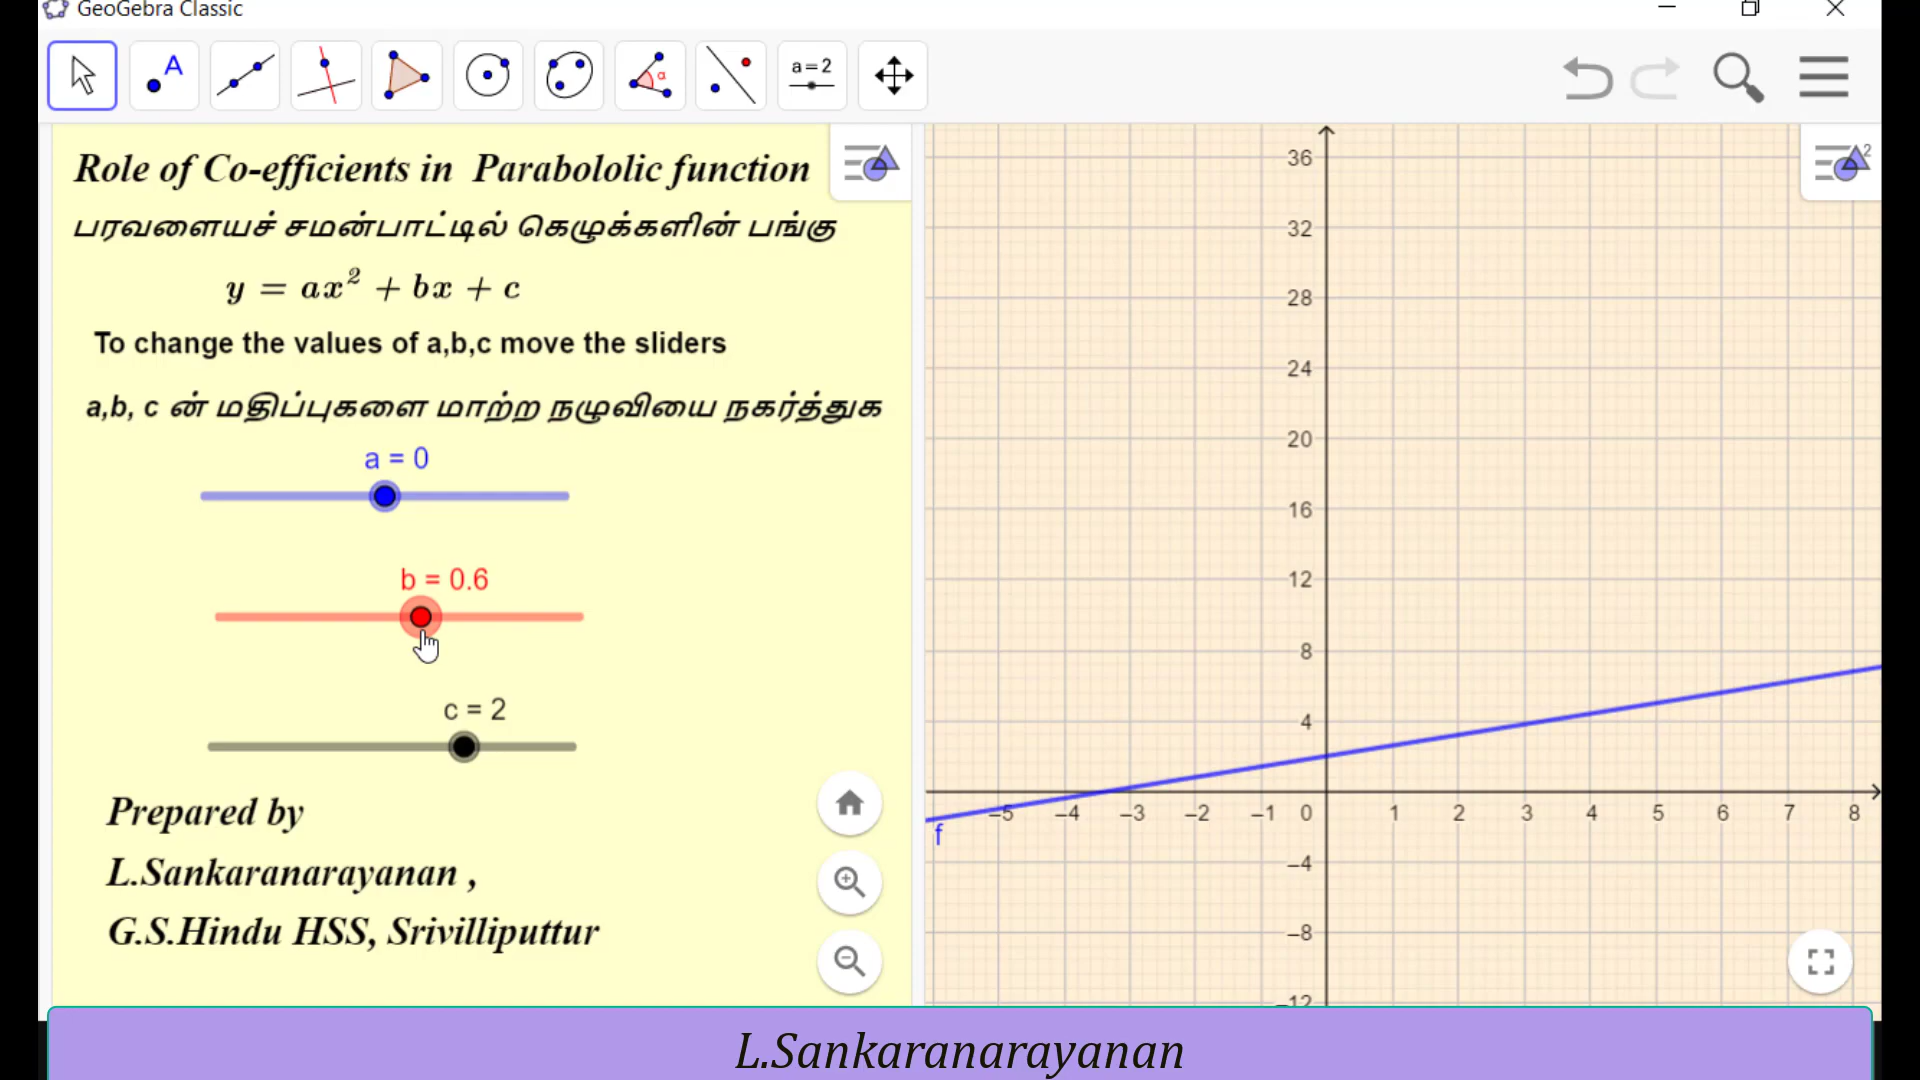 GeoGebra Classic
A
α
a=2
Role of Co-efficients in Parabololic function
பரவளையச் சமன்பாட்டில் கெழுக்களின் பங்கு
y = ax² + bx + c
To change the values of a,b,c move the sliders
a,b, c ன் மதிப்புகளை மாற்ற நழுவியை நகர்த்துக
a = 0
b = 0.6
c = 2
Prepared by
L.Sankaranarayanan ,
G.S.Hindu HSS, Srivilliputtur
2
36
32
28
24
20
16
12
8
4
–5 –4 –3 –2 –1 0 1 2 3 4 5 6 7 8
f
–4
–8
–12
L.Sankaranarayanan